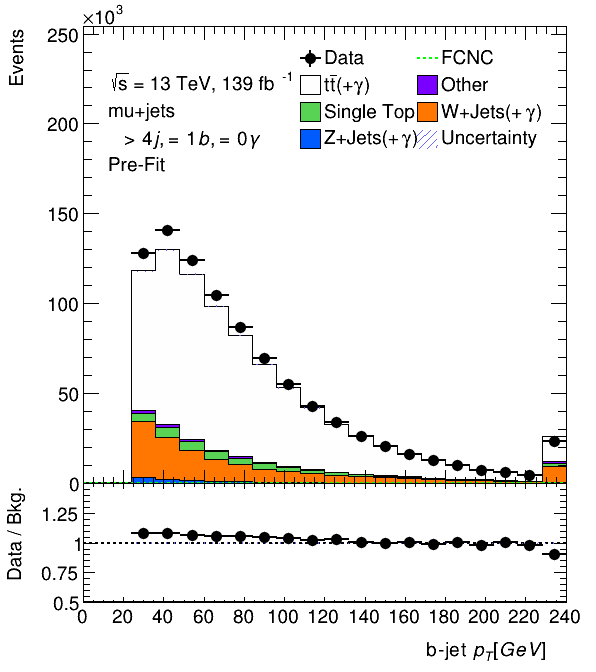 ×10³
Events
250
200
150
100
50
0
√s = 13 TeV, 139 fb⁻¹
mu+jets
> 4j, = 1b, = 0γ
Pre-Fit
Data
FCNC
tt̄(+γ)
Other
Single Top
W+Jets(+γ)
Z+Jets(+γ)
Uncertainty
Data / Bkg.
1.25
1
0.75
0.5
0 20 40 60 80 100 120 140 160 180 200 220 240
b-jet p_T[GeV]